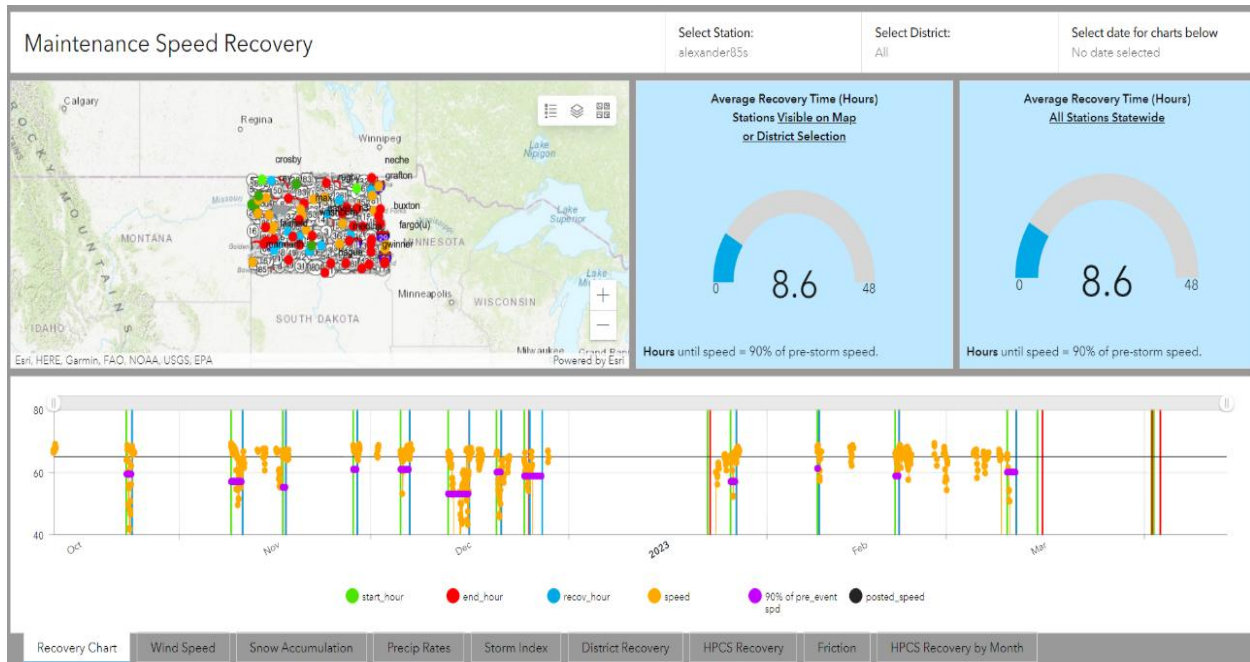 Maintenance Speed Recovery
Select Station:
alexander85s
Select District:
All
Select date for charts below
No date selected
Calgary
Regina
Winnipeg
Lake
Nipigon
ROCKY MOUNTAINS
crosby
neche
grafton
buxton
fargo(u)
gwinner
max
Missouri
MONTANA
MINNESOTA
Lake
Superior
Minneapolis
WISCONSIN
SOUTH DAKOTA
IDAHO
Milwaukee
Esri, HERE, Garmin, FAO, NOAA, USGS, EPA
Powered by Esri
Average Recovery Time (Hours)
Stations Visible on Map
or District Selection
0
8.6
48
Hours until speed = 90% of pre-storm speed.
Average Recovery Time (Hours)
All Stations Statewide
0
8.6
48
Hours until speed = 90% of pre-storm speed.
80
60
40
Oct
Nov
Dec
2023
Feb
Mar
start_hour
end_hour
recov_hour
speed
90% of pre_event
spd
posted_speed
Recovery Chart
Wind Speed
Snow Accumulation
Precip Rates
Storm Index
District Recovery
HPCS Recovery
Friction
HPCS Recovery by Month